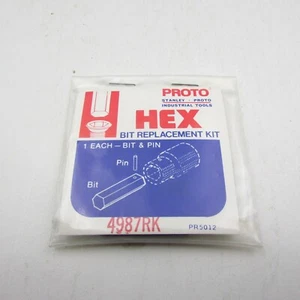 PROTO
STANLEY - PROTO
INDUSTRIAL TOOLS
HEX
BIT REPLACEMENT KIT
1 EACH - BIT & PIN
Pin
Bit
4987RK
PR5012